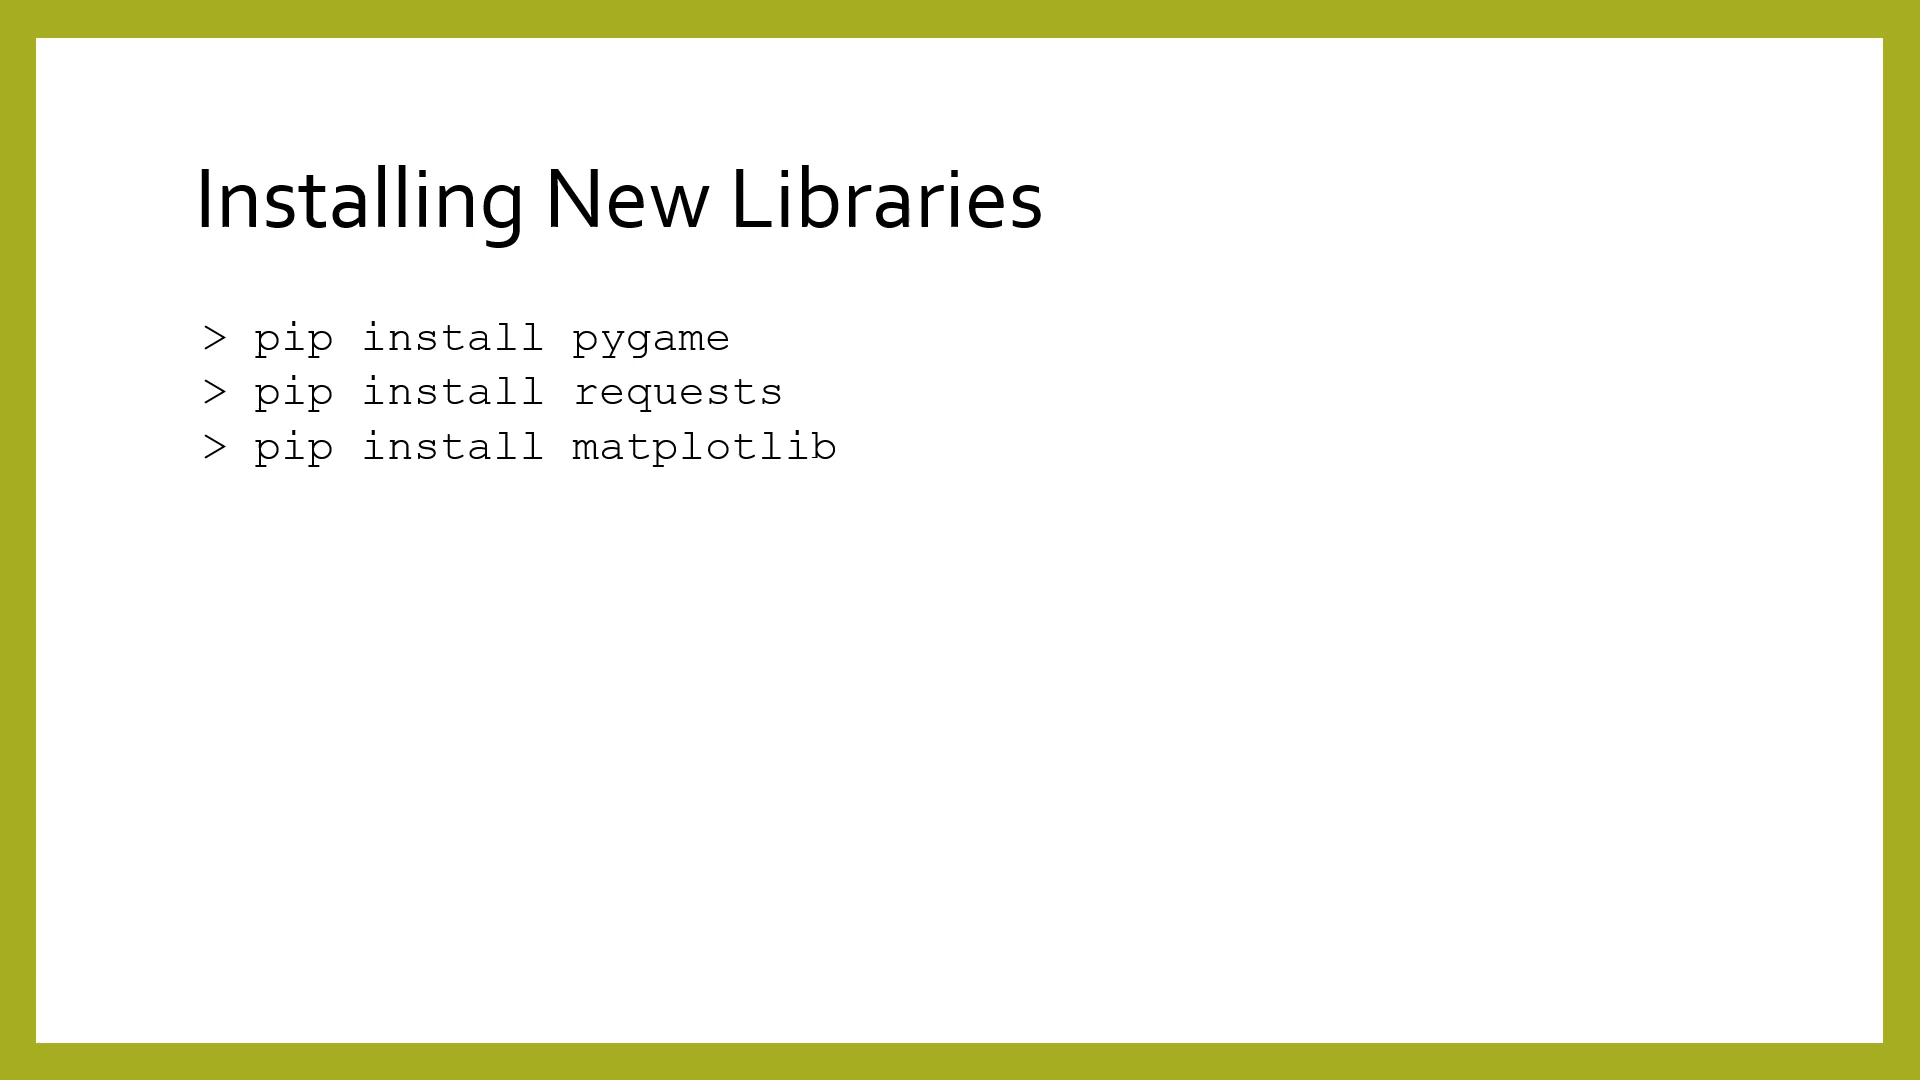 Installing New Libraries
> pip install pygame
> pip install requests
> pip install matplotlib